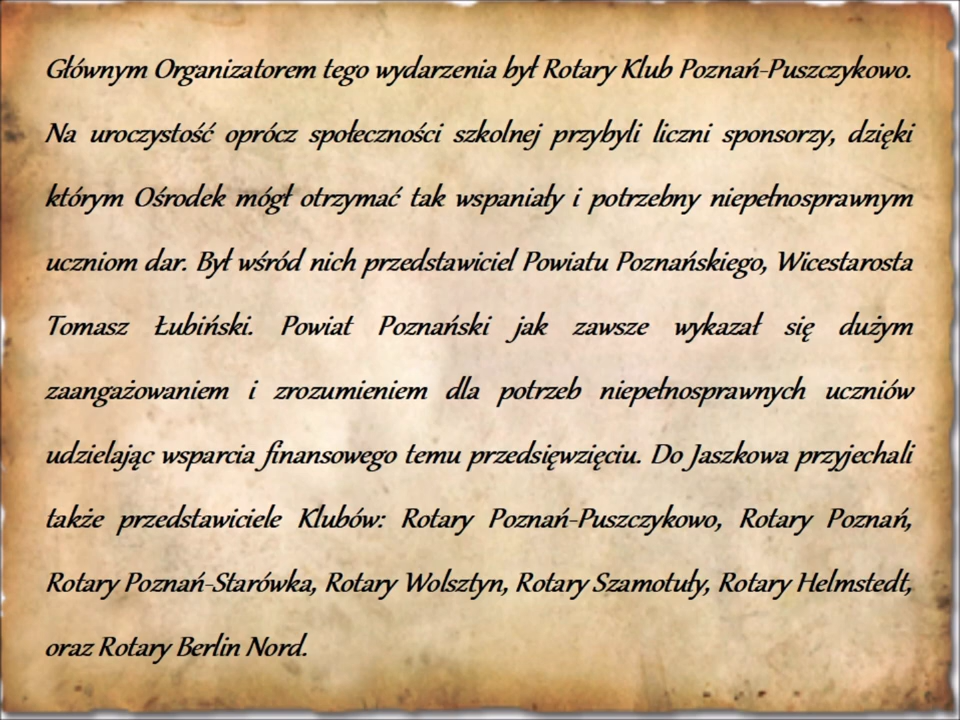 Głównym Organizatorem tego wydarzenia był Rotary Klub Poznań-Puszczykowo.
Na uroczystość oprócz społeczności szkolnej przybyli liczni sponsorzy, dzięki
którym Ośrodek mógł otrzymać tak wspaniały i potrzebny niepełnosprawnym
uczniom dar. Był wśród nich przedstawiciel Powiatu Poznańskiego, Wicestarosta
Tomasz Łubiński. Powiat Poznański jak zawsze wykazał się dużym
zaangażowaniem i zrozumieniem dla potrzeb niepełnosprawnych uczniów
udzielając wsparcia finansowego temu przedsięwzięciu. Do Jaszkowa przyjechali
także przedstawiciele Klubów: Rotary Poznań-Puszczykowo, Rotary Poznań,
Rotary Poznań-Starówka, Rotary Wolsztyn, Rotary Szamotuły, Rotary Helmstedt,
oraz Rotary Berlin Nord.